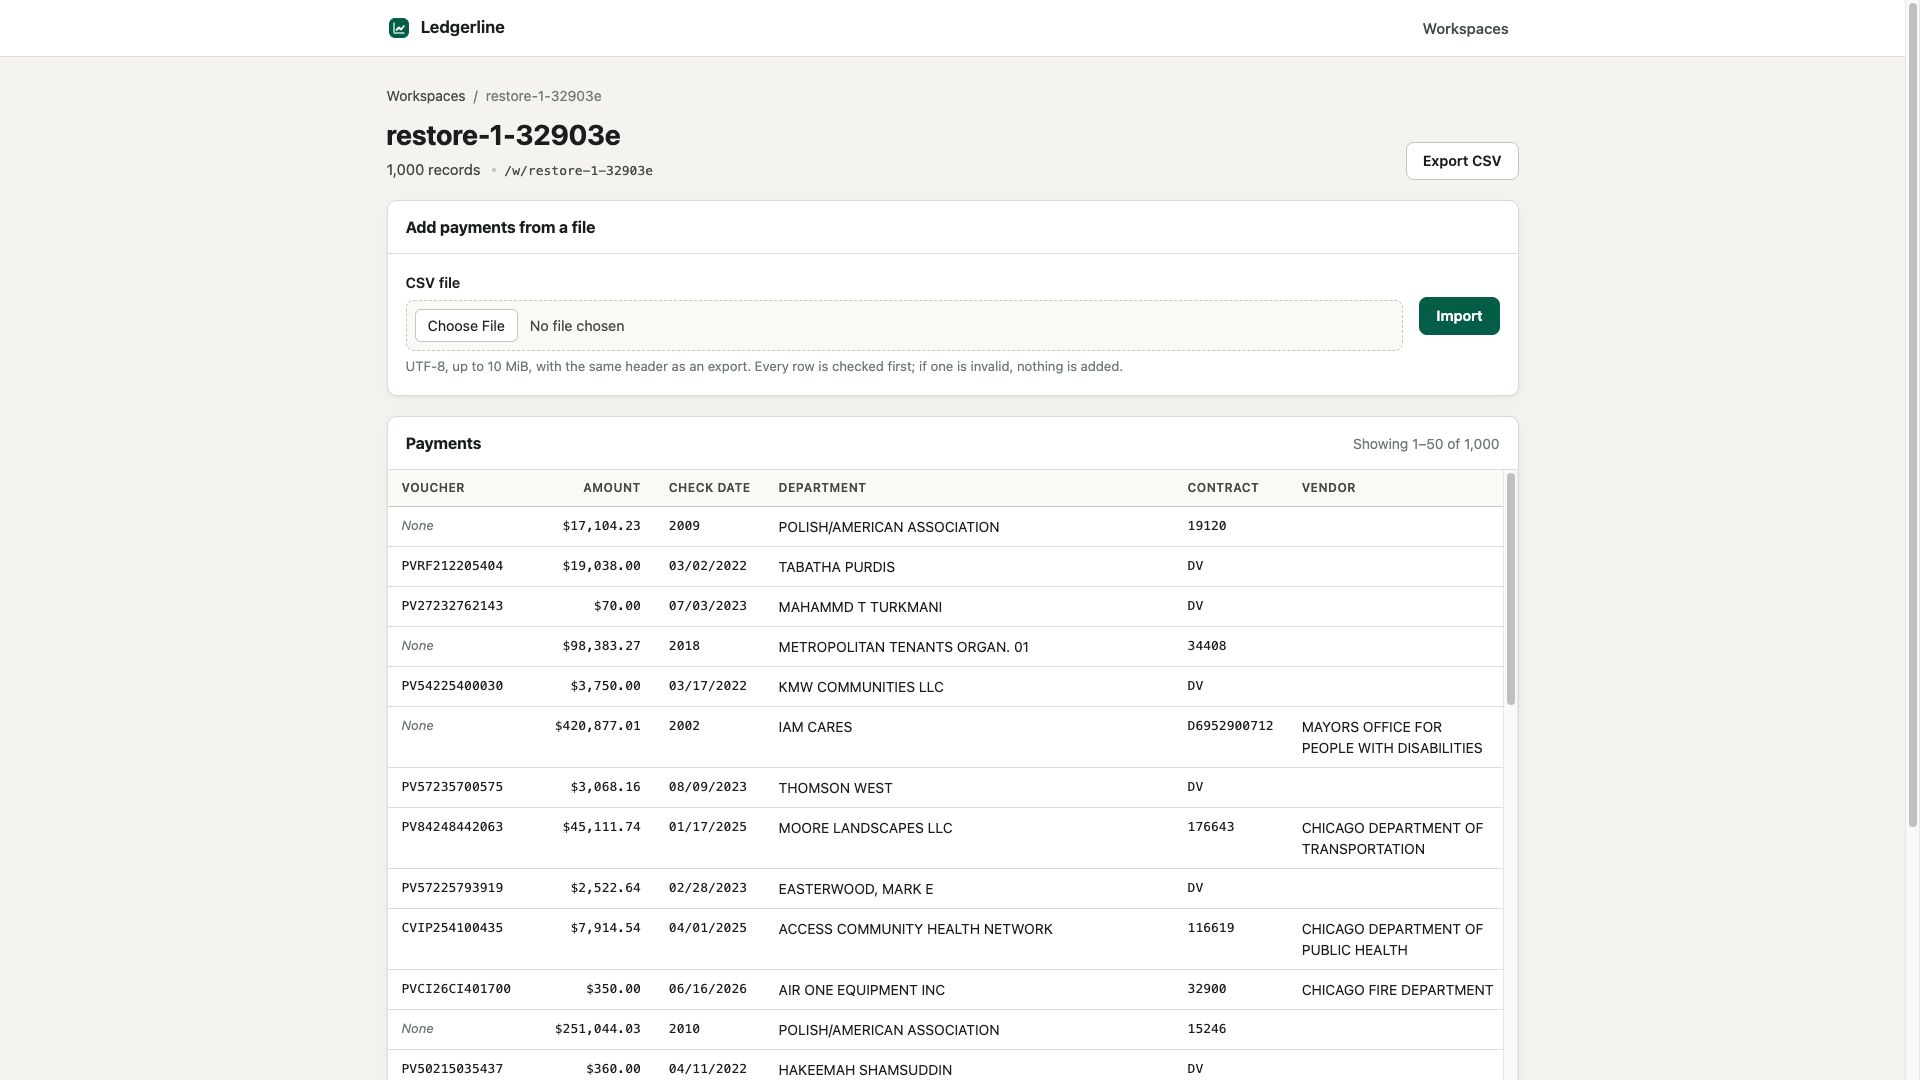 Ledgerline
Workspaces
Workspaces / restore-1-32903e
restore-1-32903e
1,000 records • /w/restore-1-32903e
Export CSV
Add payments from a file
CSV file
Choose File No file chosen
Import
UTF-8, up to 10 MiB, with the same header as an export. Every row is checked first; if one is invalid, nothing is added.
Payments
Showing 1–50 of 1,000
VOUCHER AMOUNT CHECK DATE DEPARTMENT CONTRACT VENDOR
None $17,104.23 2009 POLISH/AMERICAN ASSOCIATION 19120
PVRF212205404 $19,038.00 03/02/2022 TABATHA PURDIS DV
PV27232762143 $70.00 07/03/2023 MAHAMMD T TURKMANI DV
None $98,383.27 2018 METROPOLITAN TENANTS ORGAN. 01 34408
PV54225400030 $3,750.00 03/17/2022 KMW COMMUNITIES LLC DV
None $420,877.01 2002 IAM CARES D6952900712 MAYORS OFFICE FOR
PEOPLE WITH DISABILITIES
PV57235700575 $3,068.16 08/09/2023 THOMSON WEST DV
PV84248442063 $45,111.74 01/17/2025 MOORE LANDSCAPES LLC 176643 CHICAGO DEPARTMENT OF
TRANSPORTATION
PV57225793919 $2,522.64 02/28/2023 EASTERWOOD, MARK E DV
CVIP254100435 $7,914.54 04/01/2025 ACCESS COMMUNITY HEALTH NETWORK 116619 CHICAGO DEPARTMENT OF
PUBLIC HEALTH
PVCI26CI401700 $350.00 06/16/2026 AIR ONE EQUIPMENT INC 32900 CHICAGO FIRE DEPARTMENT
None $251,044.03 2010 POLISH/AMERICAN ASSOCIATION 15246
PV50215035437 $360.00 04/11/2022 HAKEEMAH SHAMSUDDIN DV